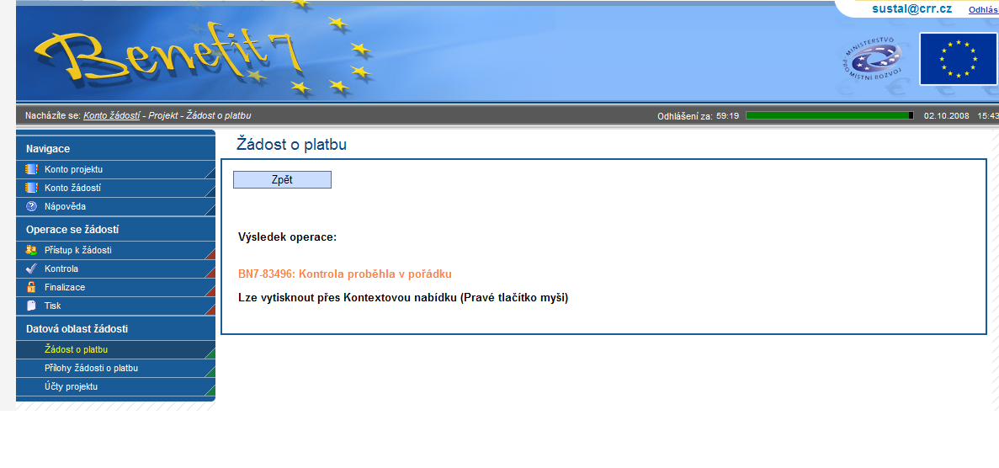 sustal@crr.cz Odhlás
Benefit7
MINISTERSTVO
PRO MÍSTNÍ ROZVOJ
Nacházíte se: Konto žádostí - Projekt - Žádost o platbu
Odhlášení za: 59:19 02.10.2008 15:43
Navigace
Konto projektu
Konto žádostí
Nápověda
Operace se žádostí
Přístup k žádosti
Kontrola
Finalizace
Tisk
Datová oblast žádosti
Žádost o platbu
Přílohy žádosti o platbu
Účty projektu
Žádost o platbu
Zpět
Výsledek operace:
BN7-83496: Kontrola proběhla v pořádku
Lze vytisknout přes Kontextovou nabídku (Pravé tlačítko myši)